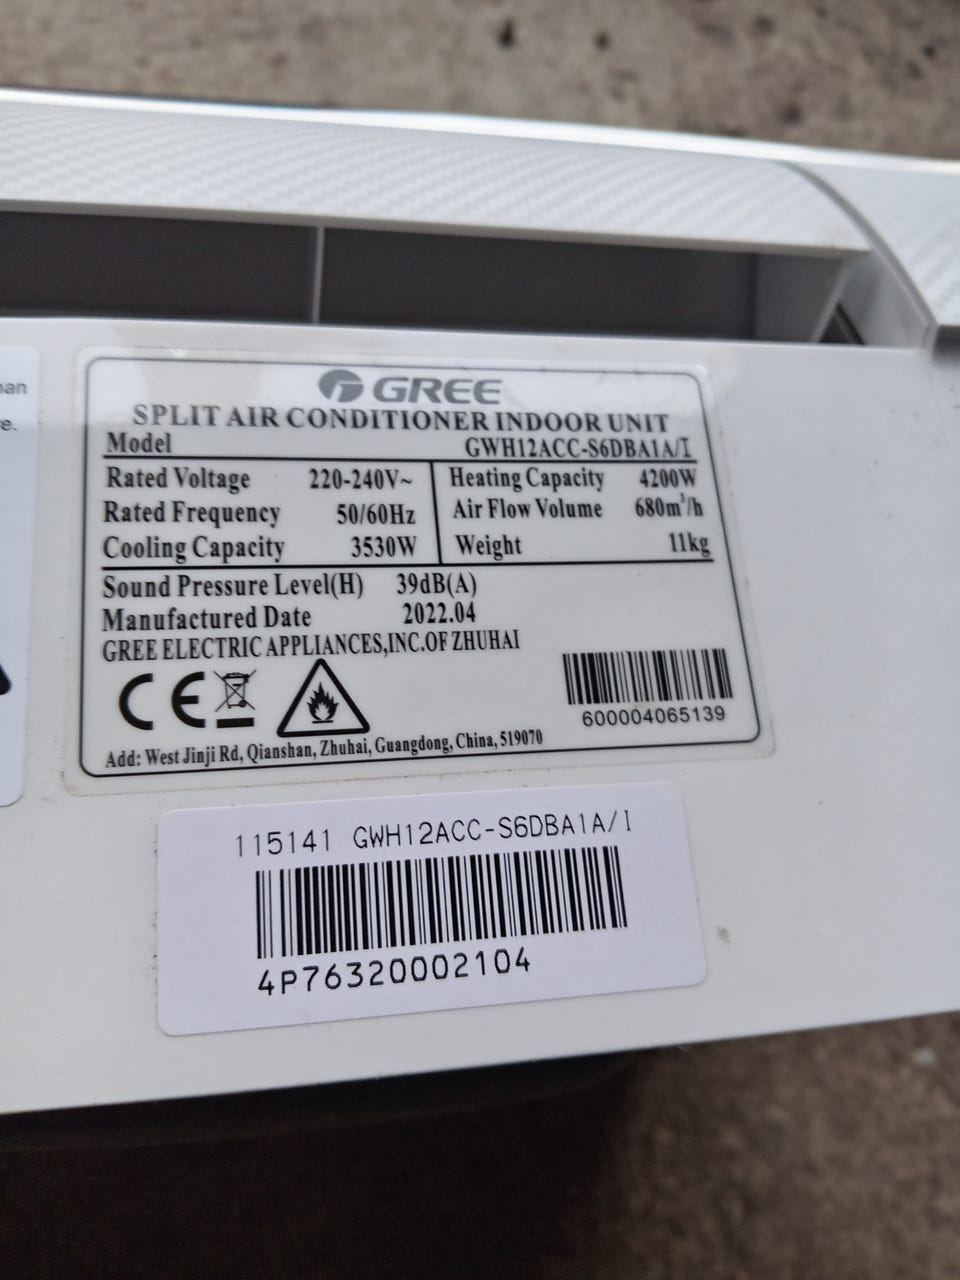 nan
e.
GREE
SPLIT AIR CONDITIONER INDOOR UNIT
Model GWH12ACC-S6DBA1A/I
Rated Voltage 220-240V~ Heating Capacity 4200W
Rated Frequency 50/60Hz Air Flow Volume 680m³/h
Cooling Capacity 3530W Weight 11kg
Sound Pressure Level(H) 39dB(A)
Manufactured Date 2022.04
GREE ELECTRIC APPLIANCES,INC.OF ZHUHAI
CE
600004065139
Add: West Jinji Rd, Qianshan, Zhuhai, Guangdong, China, 519070
115141 GWH12ACC-S6DBA1A/I
4P76320002104